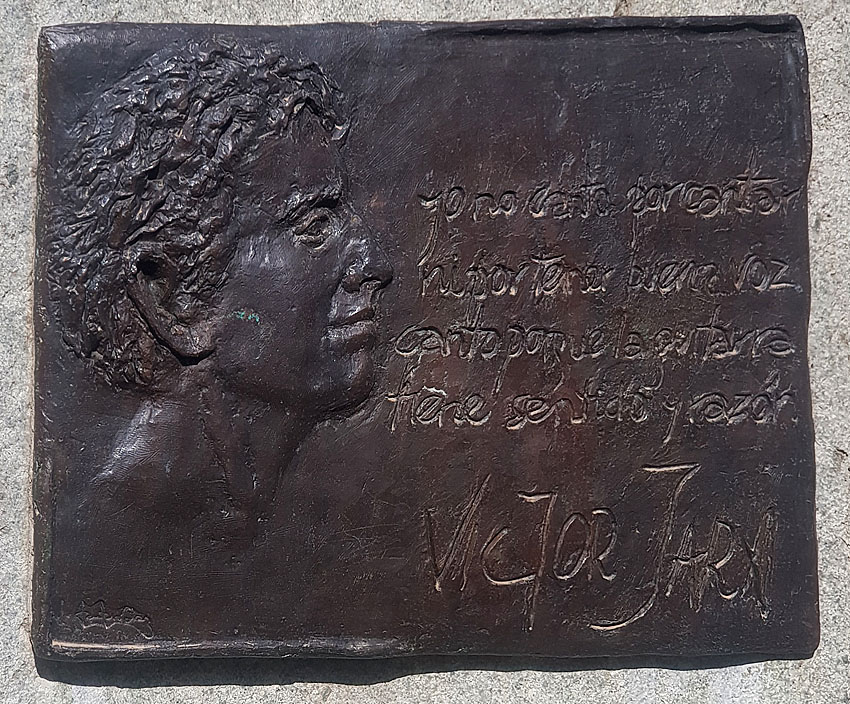 yo no canto por cantar
ni por tener buena voz
canto porque la guitarra
tiene sentido y razón.
VICTOR JARA